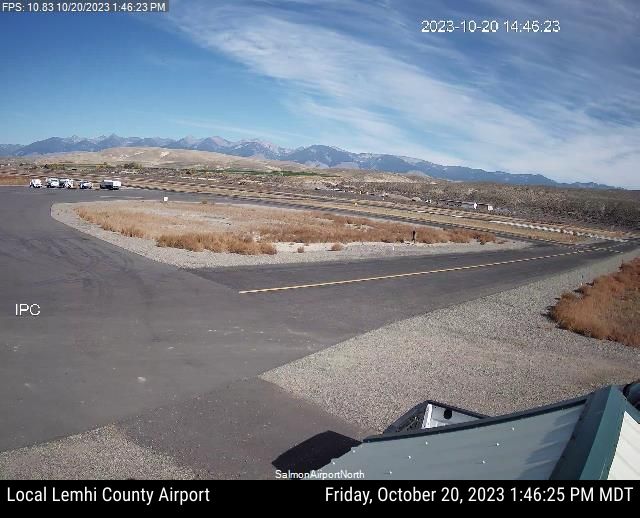 FPS: 10.83 10/20/2023 1:46:23 PM
2023-10-20 14:46:23
IPC
SalmonAirportNorth
Local Lemhi County Airport Friday, October 20, 2023 1:46:25 PM MDT